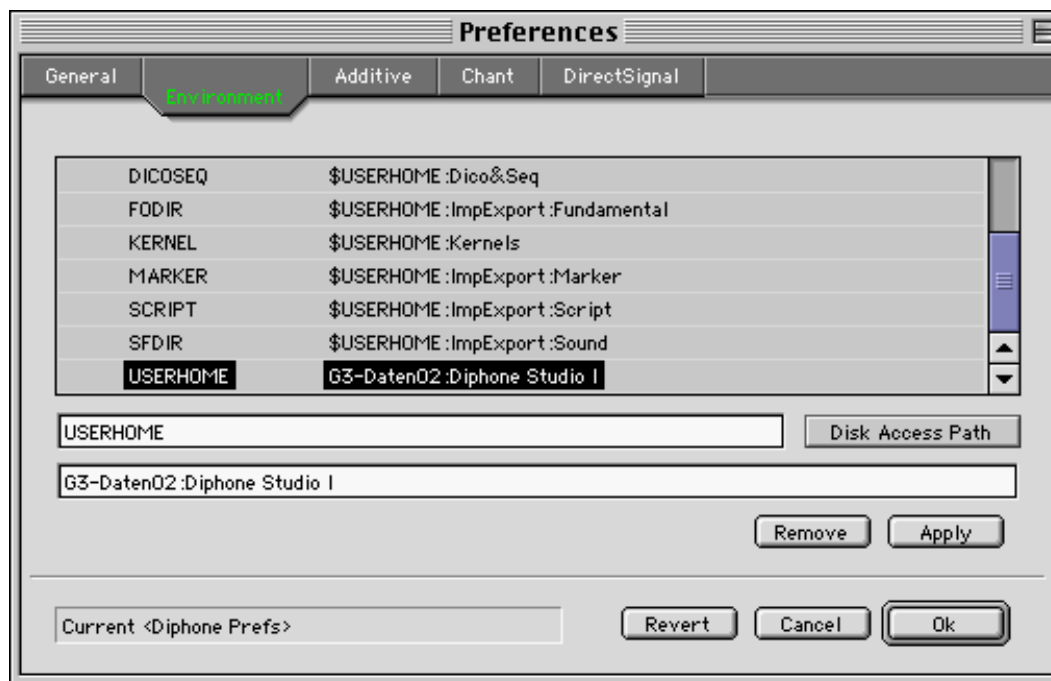 Preferences
General Environment Additive Chant DirectSignal
DICOSEQ $USERHOME:Dico&Seq
FODIR $USERHOME:ImpExport:Fundamental
KERNEL $USERHOME:Kernels
MARKER $USERHOME:ImpExport:Marker
SCRIPT $USERHOME:ImpExport:Script
SFDIR $USERHOME:ImpExport:Sound
USERHOME G3-Daten02:Diphone Studio I
USERHOME Disk Access Path
G3-Daten02:Diphone Studio I
Remove Apply
Current <Diphone Prefs> Revert Cancel Ok